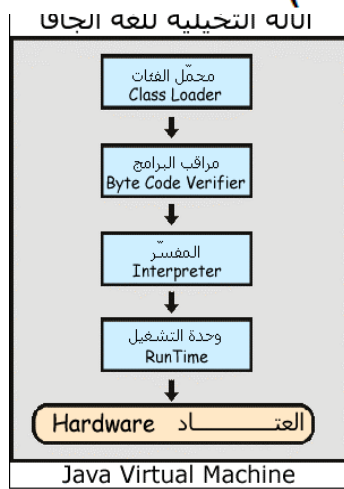 الآلة التخيلية للغة الجافا
محمّل الفئات
Class Loader
مراقب البرامج
Byte Code Verifier
المفسّر
Interpreter
وحدة التشغيل
RunTime
العتـــــــــــاد Hardware
Java Virtual Machine